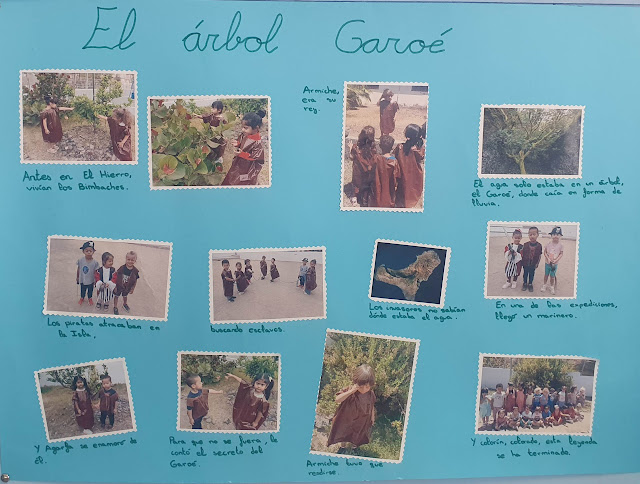 El árbol Garoé
Antes en El Hierro,
vivían los Bimbaches.
Armiche,
era su
rey.
El agua solo estaba en un árbol,
el Garoé, donde caía en forma de
lluvia.
Los piratas atracaban en
la Isla,
buscando esclavos.
Los invasores no sabían
dónde estaba el agua.
En una de las expediciones,
llegó un marinero.
Y Agarfa se enamoró de
él.
Para que no se fuera, le
contó el secreto del
Garoé.
Armiche tuvo que
rendirse.
Y colorín, colorado, esta leyenda
se ha terminado.